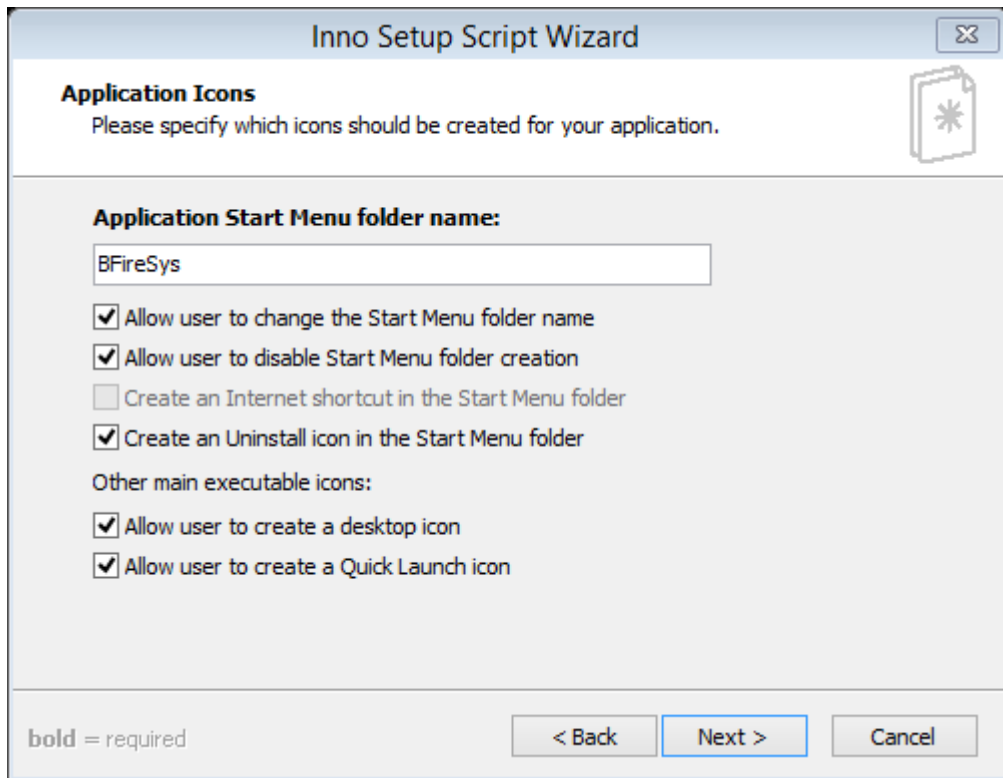 Inno Setup Script Wizard
Application Icons
Please specify which icons should be created for your application.
Application Start Menu folder name:
BFireSys
Allow user to change the Start Menu folder name
Allow user to disable Start Menu folder creation
Create an Internet shortcut in the Start Menu folder
Create an Uninstall icon in the Start Menu folder
Other main executable icons:
Allow user to create a desktop icon
Allow user to create a Quick Launch icon
bold = required
< Back
Next >
Cancel